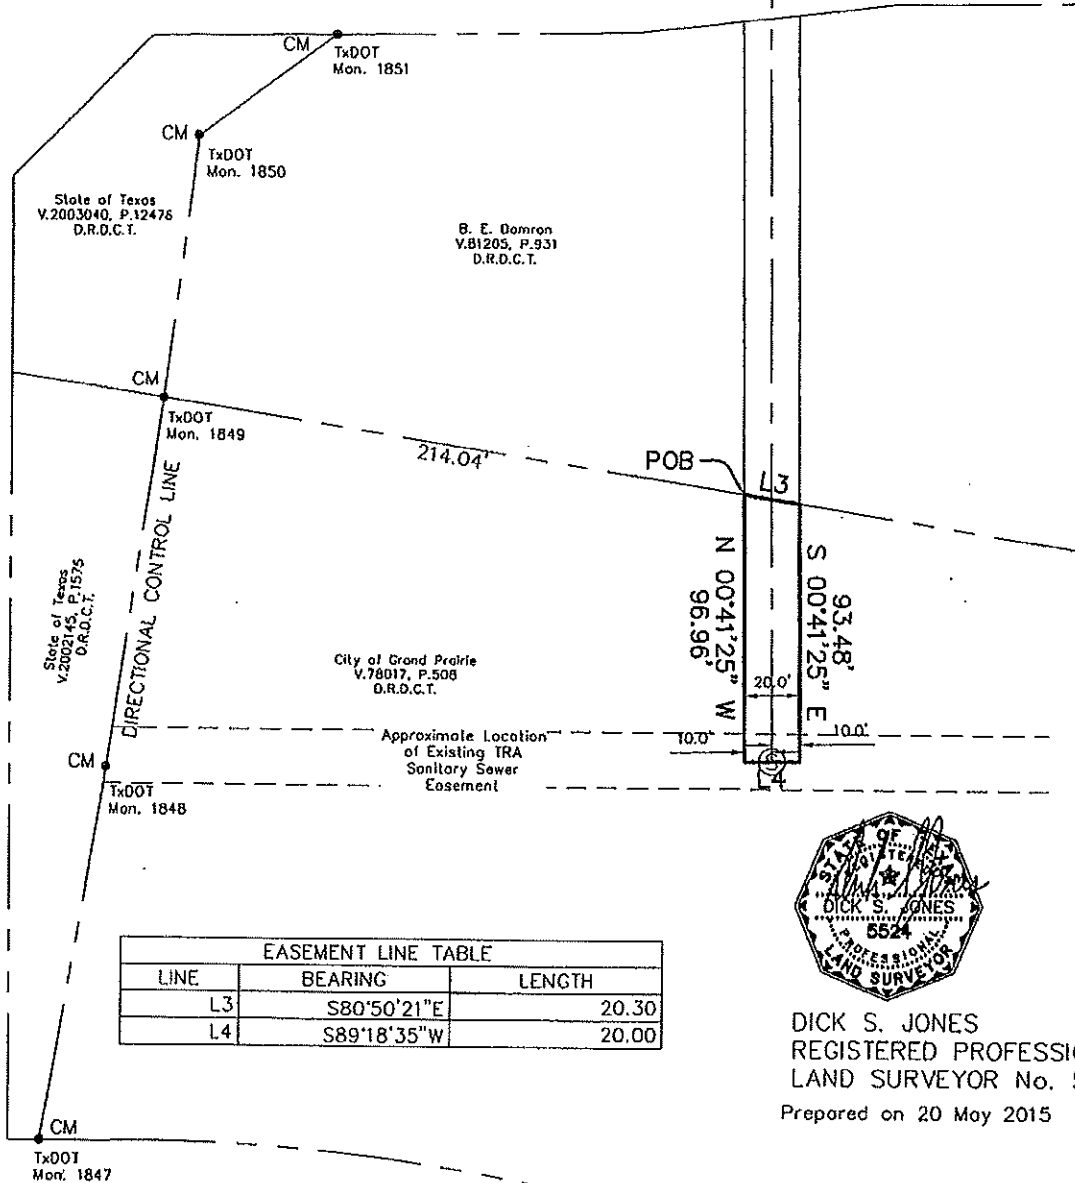 CM
TxDOT
Mon. 1851
CM
TxDOT
Mon. 1850
State of Texas
V.2003040, P.12476
D.R.D.C.T.
B. E. Damron
V.81205, P.931
D.R.D.C.T.
CM
TxDOT
Mon. 1849
214.04'
POB
L3
DIRECTIONAL CONTROL LINE
State of Texas
V.2002145, P.1575
D.R.D.C.T.
N 00°41'25" W
96.96'
S 00°41'25" E
93.48'
20.0'
10.0'
10.0'
City of Grand Prairie
V.78017, P.508
D.R.D.C.T.
Approximate Location
of Existing TRA
Sanitary Sewer
Easement
L4
CM
TxDOT
Mon. 1848
STATE OF TEXAS
REGISTERED
DICK S. JONES
5524
PROFESSIONAL
LAND SURVEYOR
EASEMENT LINE TABLE
LINE BEARING LENGTH
L3 S80°50'21"E 20.30
L4 S89°18'35"W 20.00
DICK S. JONES
REGISTERED PROFESSI
LAND SURVEYOR No.
Prepared on 20 May 2015
CM
TxDOT
Mon. 1847